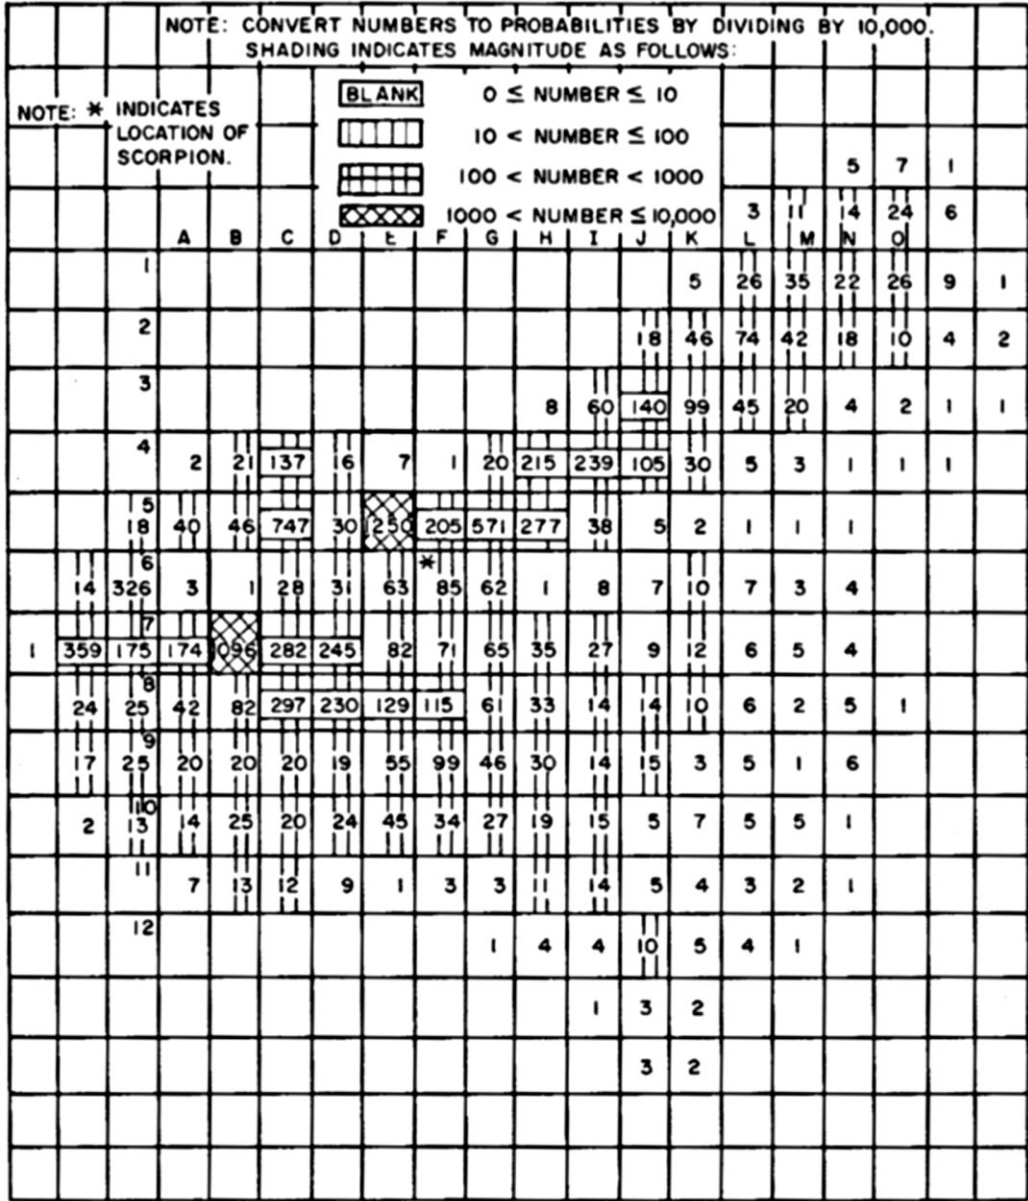 NOTE: CONVERT NUMBERS TO PROBABILITIES BY DIVIDING BY 10,000.
SHADING INDICATES MAGNITUDE AS FOLLOWS:
NOTE: * INDICATES
LOCATION OF
SCORPION.
BLANK 0 ≤ NUMBER ≤ 10
10 < NUMBER ≤ 100
100 < NUMBER < 1000
1000 < NUMBER ≤ 10,000
5 7 1
3 11 14 24 6
A B C D E F G H I J K L M N O
1 5 26 35 22 26 9 1
2 18 46 74 42 18 10 4 2
3 8 60 140 99 45 20 4 2 1 1
4 2 21 137 16 7 1 20 215 239 105 30 5 3 1 1 1
5 18 40 46 747 30 1250 205 571 277 38 5 2 1 1 1
6 14 326 3 1 28 31 63 * 85 62 1 8 7 10 7 3 4
7 1 359 175 174 1096 282 245 82 71 65 35 27 9 12 6 5 4
8 24 25 42 82 297 230 129 115 61 33 14 14 10 6 2 5 1
9 17 25 20 20 20 19 55 99 46 30 14 15 3 5 1 6
10 2 13 14 25 20 24 45 34 27 19 15 5 7 5 5 1
11 7 13 12 9 1 3 3 11 14 5 4 3 2 1
12 1 4 4 10 5 4 1
1 3 2
3 2